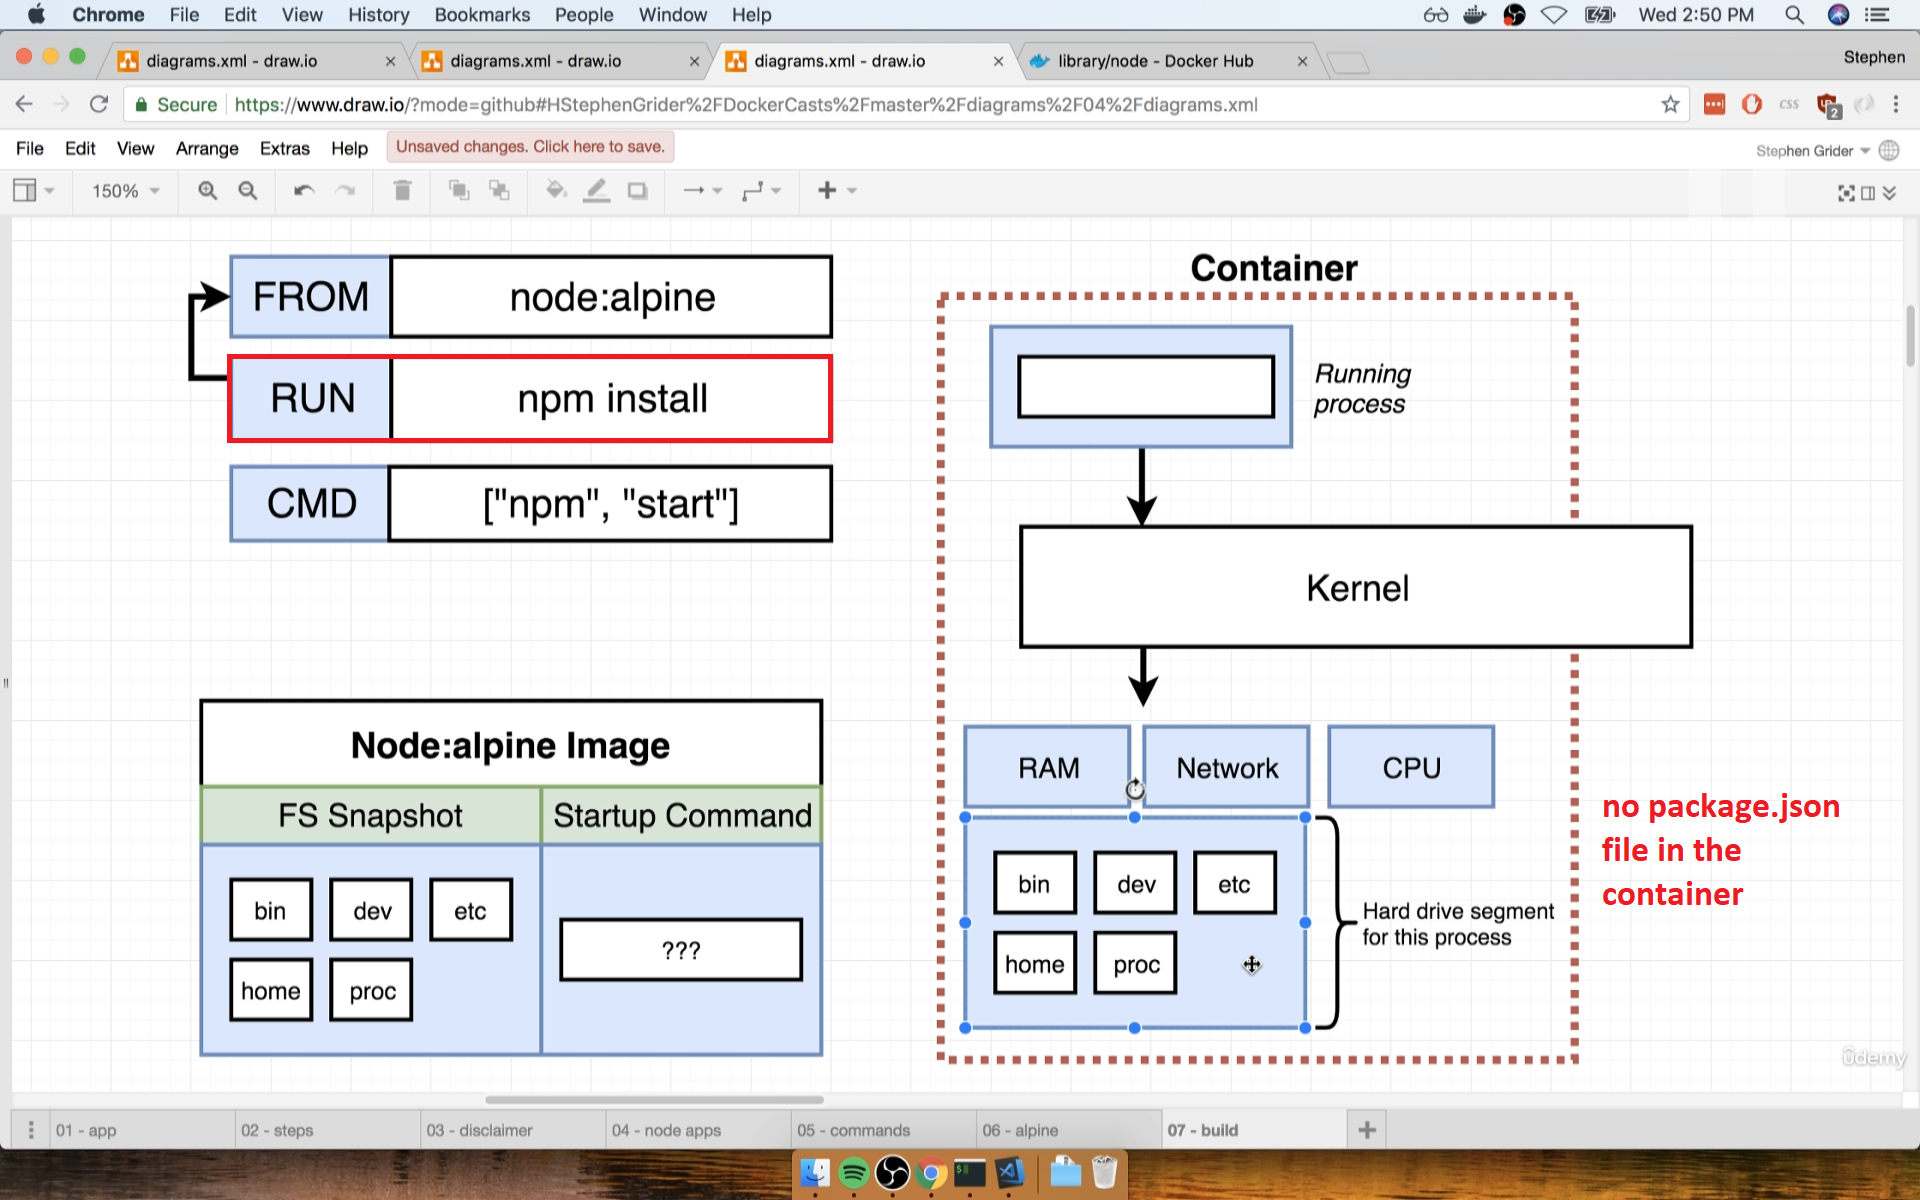 Chrome File Edit View History Bookmarks People Window Help
Wed 2:50 PM
diagrams.xml - draw.io
diagrams.xml - draw.io
diagrams.xml - draw.io
library/node - Docker Hub
Stephen
Secure https://www.draw.io/?mode=github#HStephenGrider%2FDockerCasts%2Fmaster%2Fdiagrams%2F04%2Fdiagrams.xml
css
2
File Edit View Arrange Extras Help Unsaved changes. Click here to save.
Stephen Grider
150%
FROM node:alpine
RUN npm install
CMD ["npm", "start"]
Node:alpine Image
FS Snapshot Startup Command
bin dev etc
home proc
???
Container
Running
process
Kernel
RAM Network CPU
bin dev etc
home proc
Hard drive segment
for this process
no package.json
file in the
container
ûdemy
01 - app 02 - steps 03 - disclaimer 04 - node apps 05 - commands 06 - alpine 07 - build